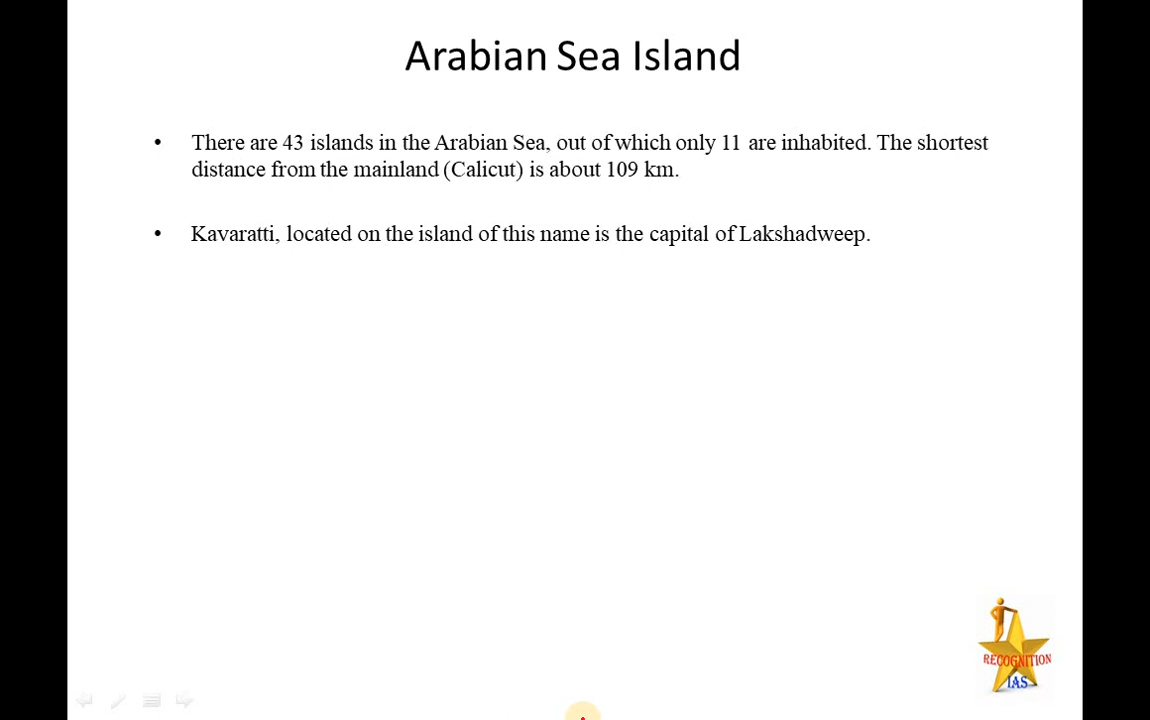 Arabian Sea Island
• There are 43 islands in the Arabian Sea, out of which only 11 are inhabited. The shortest
distance from the mainland (Calicut) is about 109 km.
• Kavaratti, located on the island of this name is the capital of Lakshadweep.
RECOGNITION
IAS